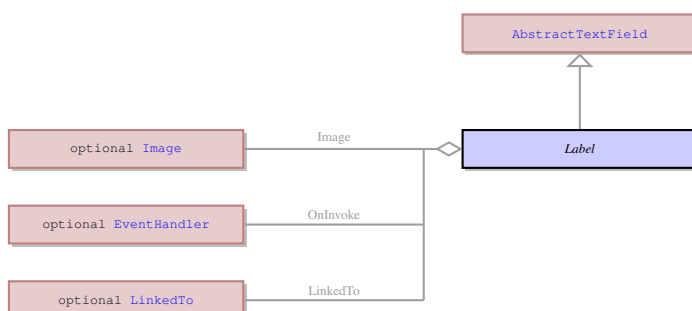 AbstractTextField
Image
optional Image
Label
OnInvoke
optional EventHandler
LinkedTo
optional LinkedTo